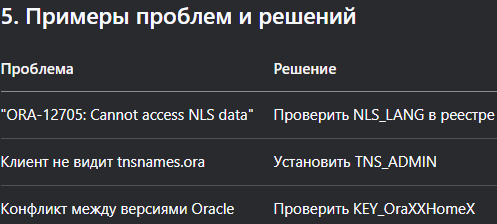 5. Примеры проблем и решений
Проблема Решение
"ORA-12705: Cannot access NLS data" Проверить NLS_LANG в реестре
Клиент не видит tnsnames.ora Установить TNS_ADMIN
Конфликт между версиями Oracle Проверить KEY_OraXXHomeX